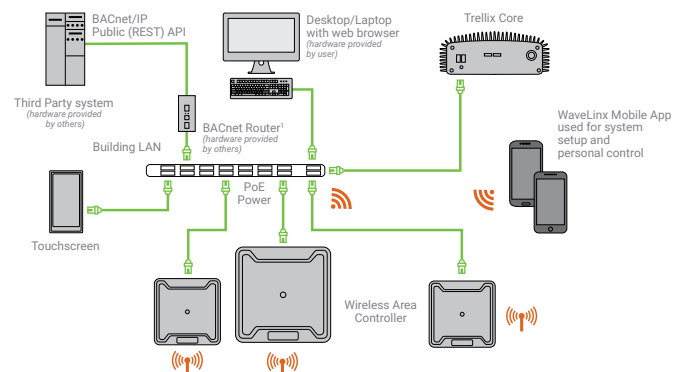 BACnet/IP
Public (REST) API
Desktop/Laptop
with web browser
(hardware provided
by user)
Trellix Core
Third Party system
(hardware provided
by others)
BACnet Router¹
(hardware provided
by others)
Building LAN
WaveLinx Mobile App
used for system
setup and
personal control
PoE
Power
Touchscreen
Wireless Area
Controller